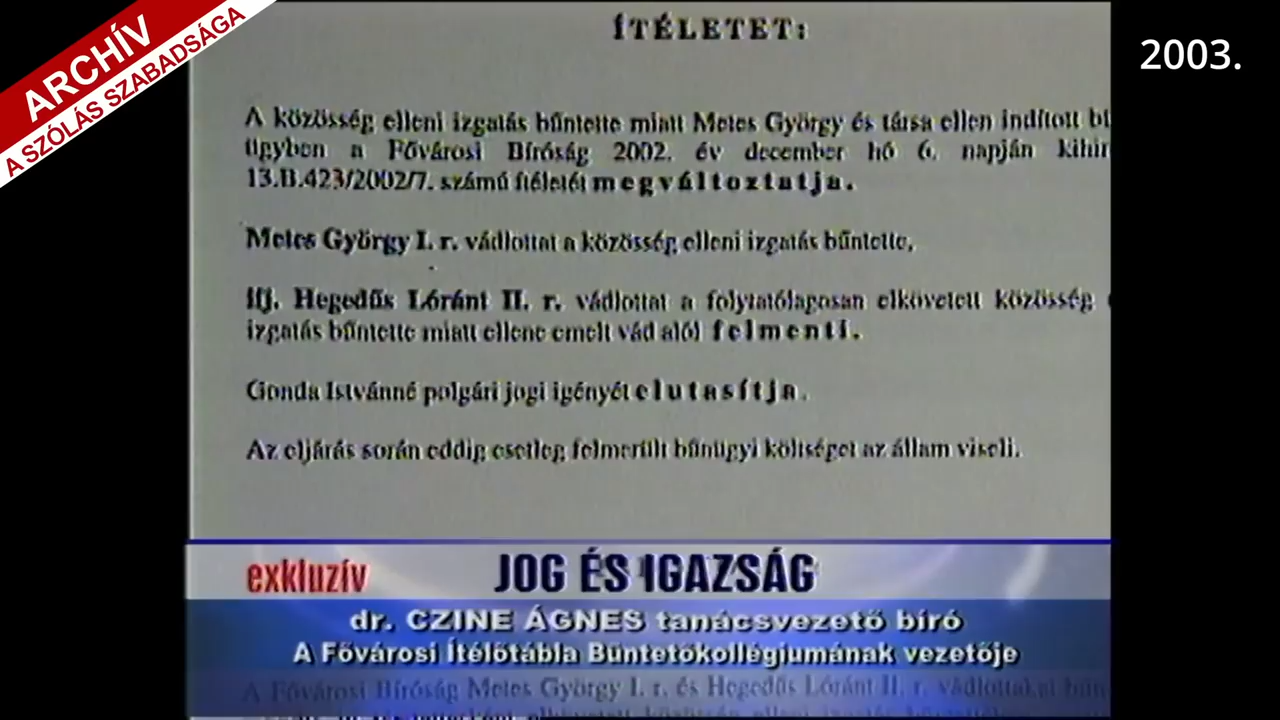 ARCHÍV
A SZÓLÁS SZABADSÁGA
2003.
ÍTÉLETET:
A közösség elleni izgatás bűntette miatt Metes György és társa ellen indított bü
ügyben a Fővárosi Bíróság 2002. év december hó 6. napján kihir
13.B.423/2002/7. számú ítéletét megváltoztatja.
Metes György I. r. vádlottat a közösség elleni izgatás bűntette,
Ifj. Hegedűs Lóránt II. r. vádlottat a folytatólagosan elkövetett közösség
izgatás bűntette miatt ellene emelt vád alól felmenti.
Gonda Istvánné polgári jogi igényét elutasítja.
Az eljárás során eddig esetleg felmerült bűnügyi költséget az állam viseli.
exkluzív
JOG ÉS IGAZSÁG
dr. CZINE ÁGNES tanácsvezető bíró
A Fővárosi Ítélőtábla Büntetőkollégiumának vezetője
A Fővárosi Bíróság Metes György I. r. és Hegedűs Lóránt II. r. vádlottakat bűn